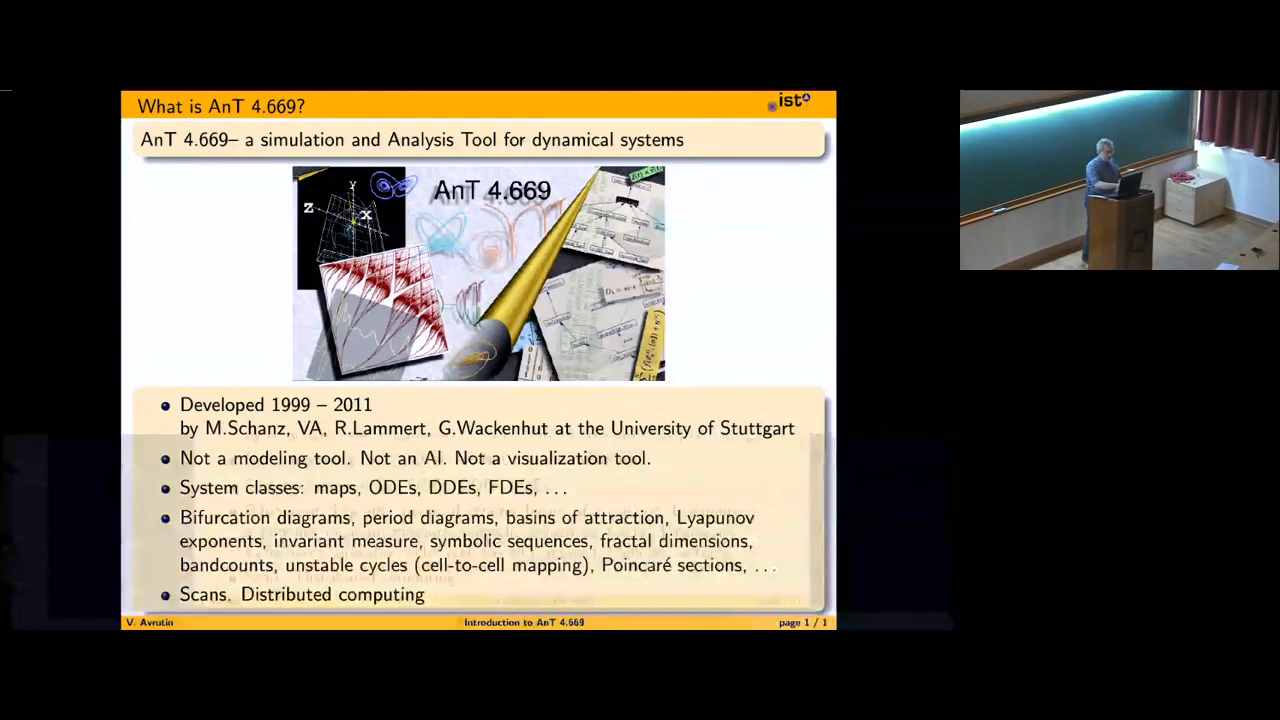 What is AnT 4.669?
ist
AnT 4.669– a simulation and Analysis Tool for dynamical systems
AnT 4.669
Y
Z
X
Developed 1999 – 2011
by M.Schanz, VA, R.Lammert, G.Wackenhut at the University of Stuttgart
Not a modeling tool. Not an AI. Not a visualization tool.
System classes: maps, ODEs, DDEs, FDEs, . . .
Bifurcation diagrams, period diagrams, basins of attraction, Lyapunov
exponents, invariant measure, symbolic sequences, fractal dimensions,
bandcounts, unstable cycles (cell-to-cell mapping), Poincaré sections, . . .
Scans. Distributed computing
V. Avrutin
Introduction to AnT 4.669
page 1 / 1